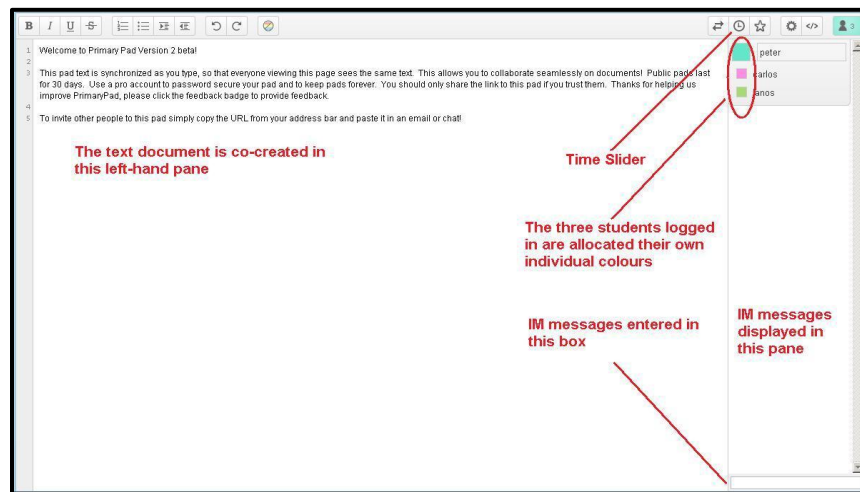 B I U S
3
1 Welcome to Primary Pad Version 2 beta!
2
3 This pad text is synchronized as you type, so that everyone viewing this page sees the same text. This allows you to collaborate seamlessly on documents! Public pads last
for 30 days. Use a pro account to password secure your pad and to keep pads forever. You should only share the link to this pad if you trust them. Thanks for helping us
improve PrimaryPad, please click the feedback badge to provide feedback.
4
5 To invite other people to this pad simply copy the URL from your address bar and paste it in an email or chat!
peter
carlos
The text document is co-created in
this left-hand pane
Time Slider
The three students logged
in are allocated their own
individual colours
IM messages entered in
this box
IM messages
displayed in
this pane